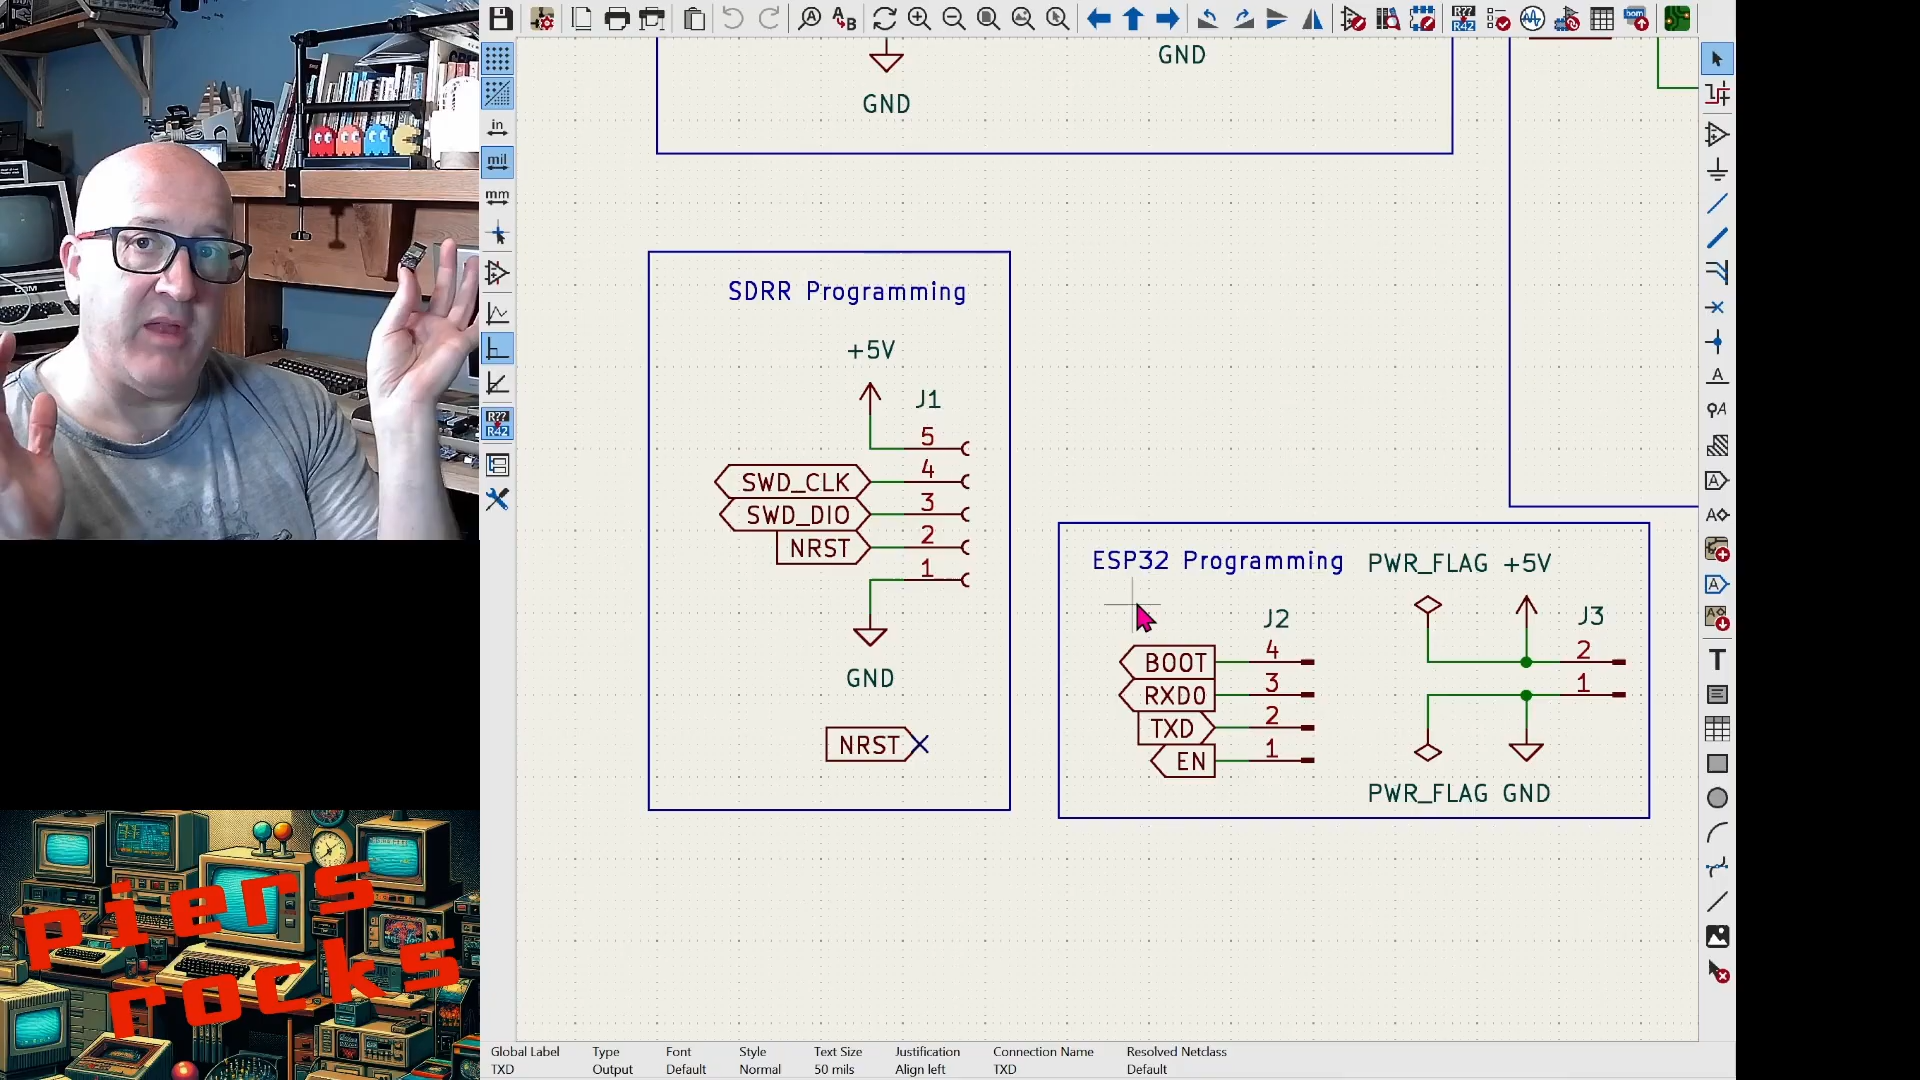 in
mil
mm
R??
R42
A
B
R??
R42
bom
A
A
A
A
A
A
T
GND
GND
SDRR Programming
+5V
J1
5
SWD_CLK 4
SWD_DIO 3
NRST 2
1
GND
NRST
ESP32 Programming
J2
BOOT 4
RXD0 3
TXD 2
EN 1
PWR_FLAG +5V
J3
2
1
PWR_FLAG GND
piers
rocks
Global Label Type Font Style Text Size Justification Connection Name Resolved Netclass
TXD Output Default Normal 50 mils Align left TXD Default